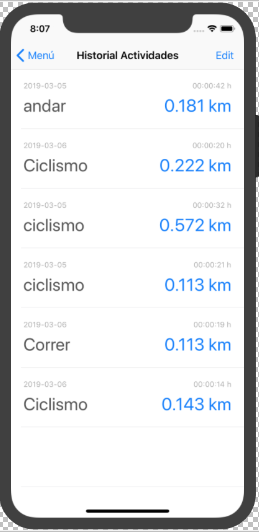 8:07
Menú Historial Actividades Edit
2019-03-05 00:00:42 h
andar 0.181 km
2019-03-06 00:00:20 h
Ciclismo 0.222 km
2019-03-05 00:00:32 h
ciclismo 0.572 km
2019-03-05 00:00:21 h
ciclismo 0.113 km
2019-03-06 00:00:19 h
Correr 0.113 km
2019-03-06 00:00:14 h
Ciclismo 0.143 km